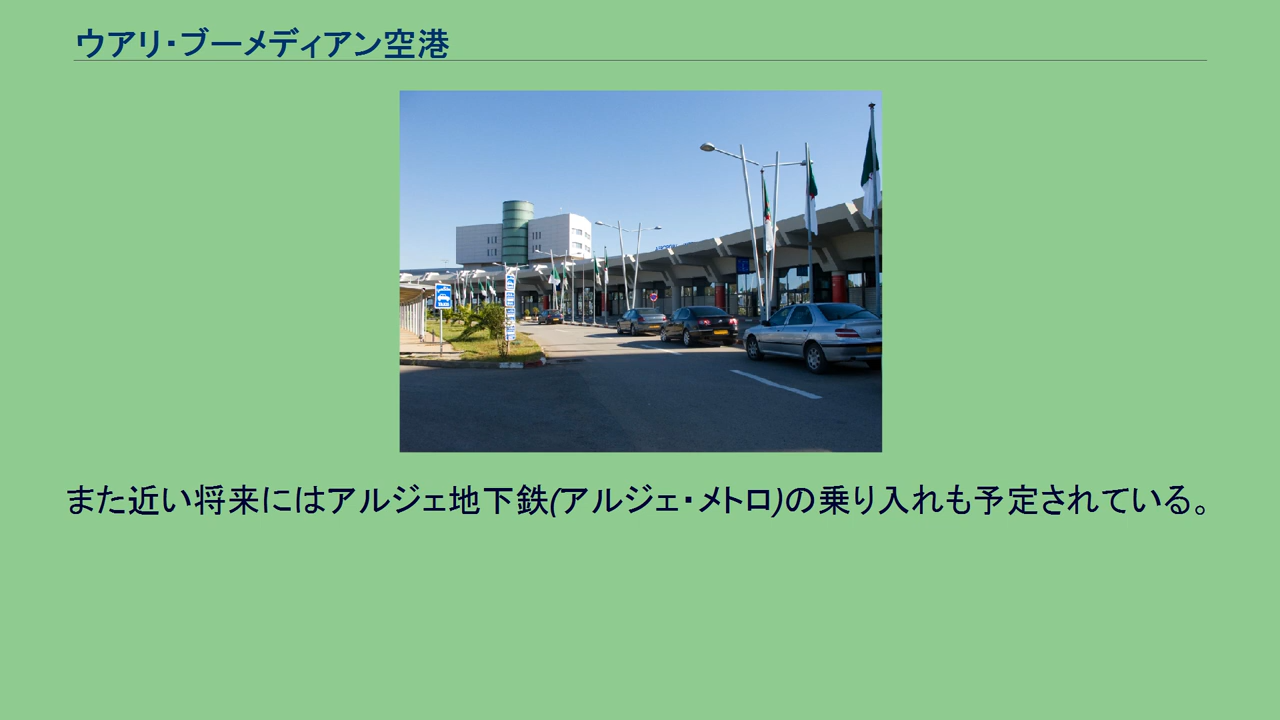 ウアリ・ブーメディアン空港
また近い将来にはアルジェ地下鉄(アルジェ・メトロ)の乗り入れも予定されている。